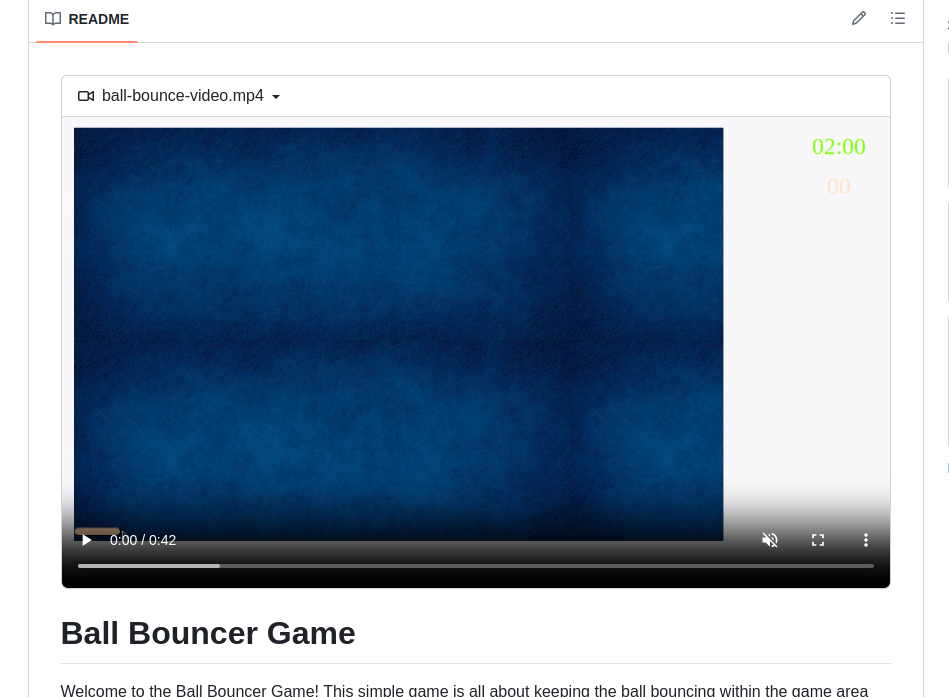 README
ball-bounce-video.mp4
02:00
00
0:00 / 0:42
Ball Bouncer Game
Welcome to the Ball Bouncer Game! This simple game is all about keeping the ball bouncing within the game area